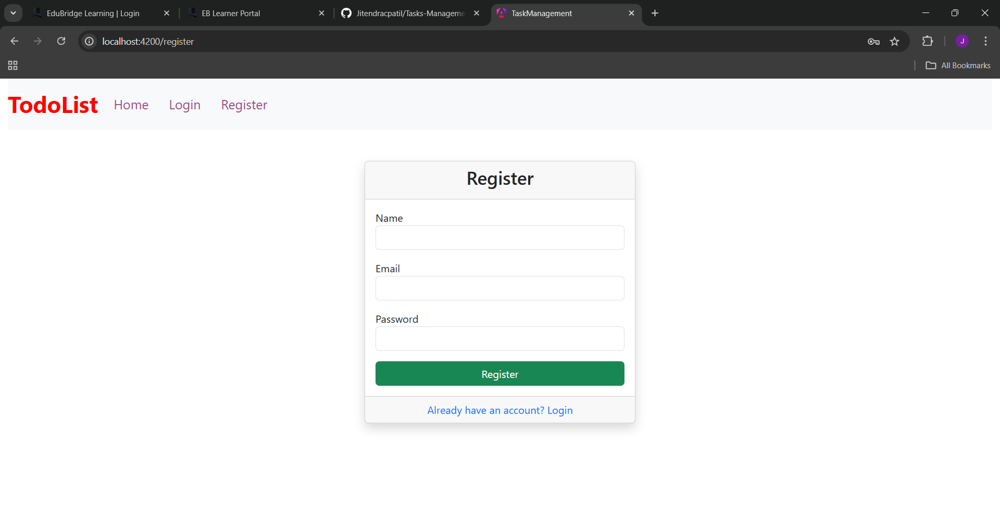 EduBridge Learning | Login
EB Learner Portal
Jitendracpatil/Tasks-Manageme
TaskManagement
localhost:4200/register
J
All Bookmarks
TodoList Home Login Register
Register
Name
Email
Password
Register
Already have an account? Login